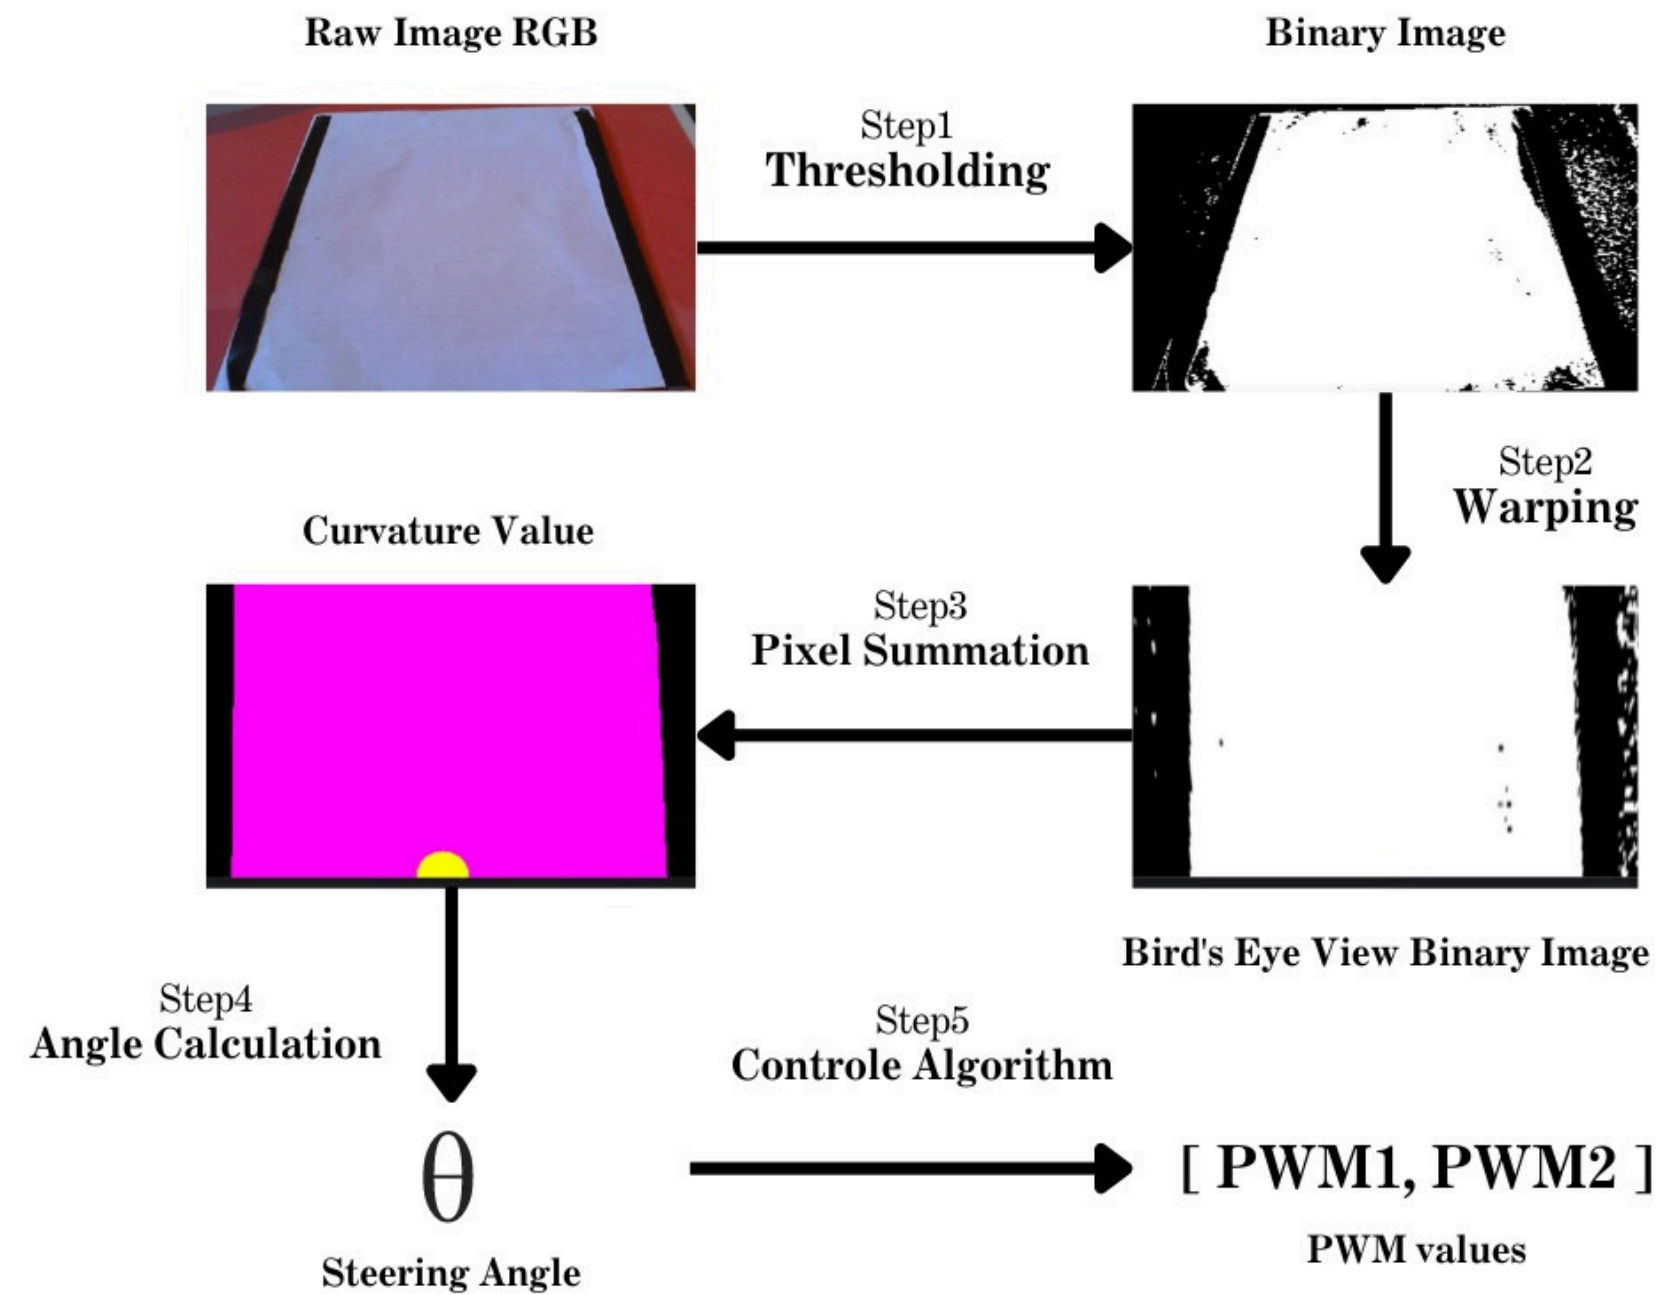 Raw Image RGB
Binary Image
Step1
Thresholding
Step2
Warping
Curvature Value
Step3
Pixel Summation
Bird's Eye View Binary Image
Step4
Angle Calculation
Step5
Controle Algorithm
θ
[ PWM1, PWM2 ]
Steering Angle
PWM values